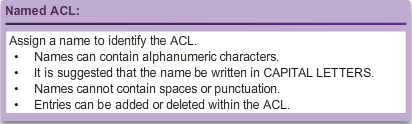 Named ACL:
Assign a name to identify the ACL.
• Names can contain alphanumeric characters.
• It is suggested that the name be written in CAPITAL LETTERS.
• Names cannot contain spaces or punctuation.
• Entries can be added or deleted within the ACL.